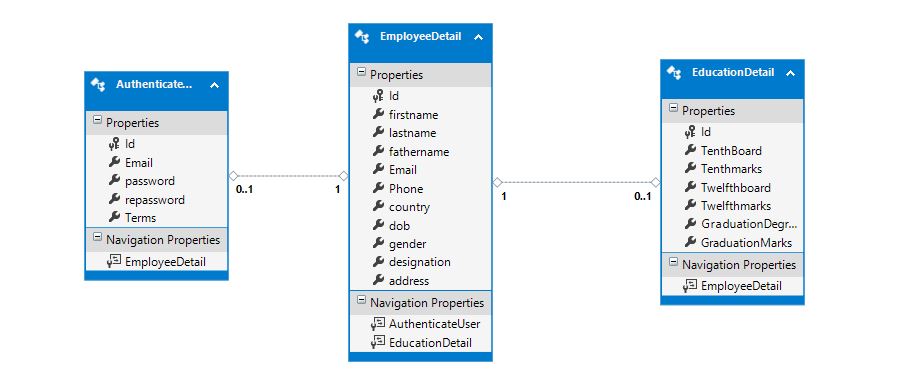 Authenticate...
Properties
Id
Email
password
repassword
Terms
Navigation Properties
EmployeeDetail
0..1
1
EmployeeDetail
Properties
Id
firstname
lastname
fathername
Email
Phone
country
dob
gender
designation
address
Navigation Properties
AuthenticateUser
EducationDetail
1
0..1
EducationDetail
Properties
Id
TenthBoard
Tenthmarks
Twelfthboard
Twelfthmarks
GraduationDegr...
GraduationMarks
Navigation Properties
EmployeeDetail